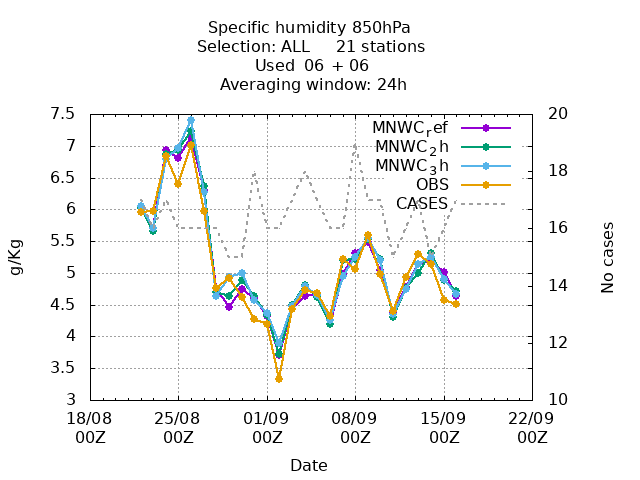 Specific humidity 850hPa
Selection: ALL 21 stations
Used 06 + 06
Averaging window: 24h
g/Kg
7.5
7
6.5
6
5.5
5
4.5
4
3.5
3
MNWC_ref
MNWC_2h
MNWC_3h
OBS
CASES
20
18
16
14
12
10
No cases
18/08 25/08 01/09 08/09 15/09 22/09
00Z 00Z 00Z 00Z 00Z 00Z
Date